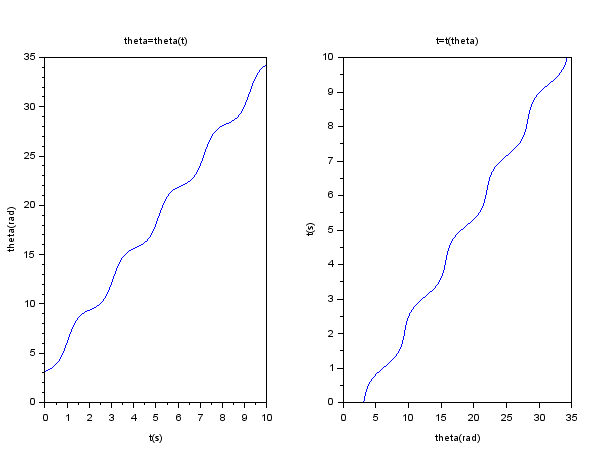 theta=theta(t)
35
30
25
20
15
10
5
0
theta(rad)
0 1 2 3 4 5 6 7 8 9 10
t(s)
t=t(theta)
10
9
8
7
6
5
4
3
2
1
0
t(s)
0 5 10 15 20 25 30 35
theta(rad)